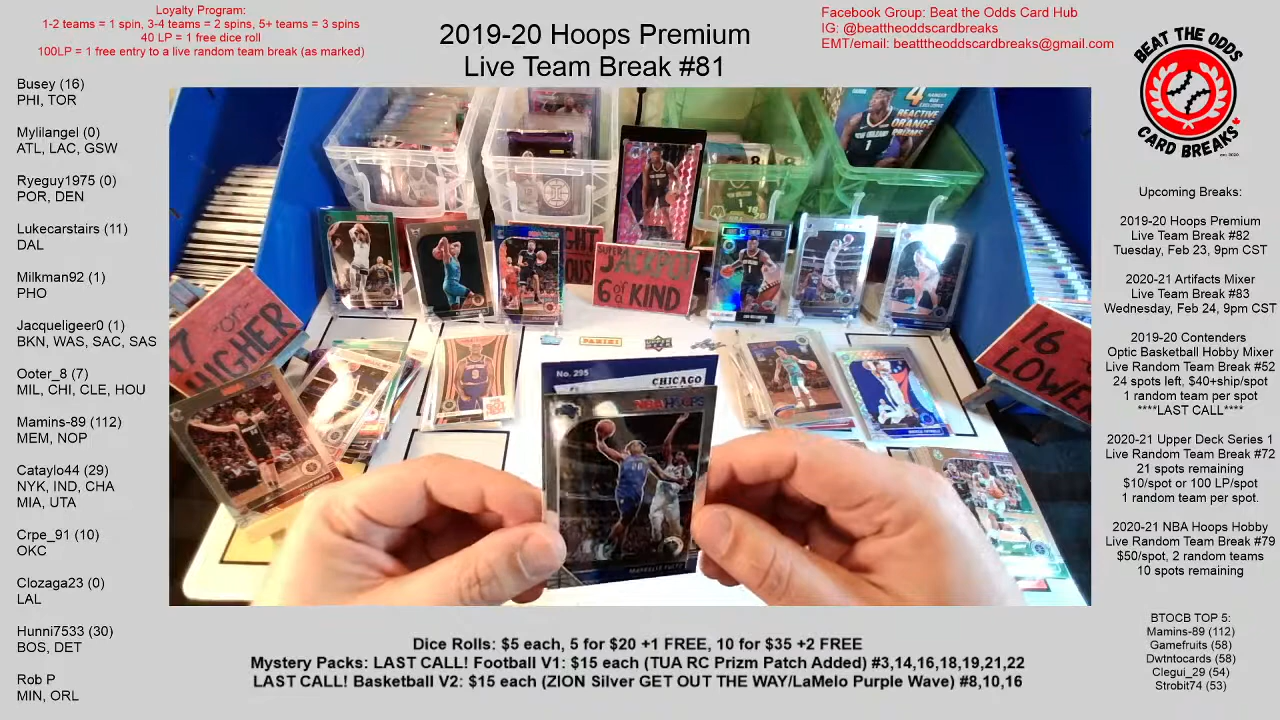 Loyalty Program:
1-2 teams = 1 spin, 3-4 teams = 2 spins, 5+ teams = 3 spins
40 LP = 1 free dice roll
100LP = 1 free entry to a live random team break (as marked)
2019-20 Hoops Premium
Live Team Break #81
Facebook Group: Beat the Odds Card Hub
IG: @beattheoddscardbreaks
EMT/email: beattheoddscardbreaks@gmail.com
BEAT THE ODDS
CARD BREAKS
Busey (16)
PHI, TOR
Mylilangel (0)
ATL, LAC, GSW
Ryeguy1975 (0)
POR, DEN
Lukecarstairs (11)
DAL
Milkman92 (1)
PHO
Jacqueligeer0 (1)
BKN, WAS, SAC, SAS
Ooter_8 (7)
MIL, CHI, CLE, HOU
Mamins-89 (112)
MEM, NOP
Cataylo44 (29)
NYK, IND, CHA
MIA, UTA
Crpe_91 (10)
OKC
Clozaga23 (0)
LAL
Hunni7533 (30)
BOS, DET
Rob P
MIN, ORL
4
REACTIVE
ORANGE
PRIZMS
SUPER
JACKPOT
6 of a KIND
HIGHER
16
LOWER
PANINI
No. 295
CHICAGO
NBA HOOPS
Upcoming Breaks:
2019-20 Hoops Premium
Live Team Break #82
Tuesday, Feb 23, 9pm CST
2020-21 Artifacts Mixer
Live Team Break #83
Wednesday, Feb 24, 9pm CST
2019-20 Contenders
Optic Basketball Hobby Mixer
Live Random Team Break #52
24 spots left, $40+ship/spot
1 random team per spot
****LAST CALL****
2020-21 Upper Deck Series 1
Live Random Team Break #72
21 spots remaining
$10/spot or 100 LP/spot
1 random team per spot.
2020-21 NBA Hoops Hobby
Live Random Team Break #79
$50/spot, 2 random teams
10 spots remaining
BTOCB TOP 5:
Mamins-89 (112)
Gamefruits (58)
Dwtntocards (58)
Clegui_29 (54)
Strobit74 (53)
Dice Rolls: $5 each, 5 for $20 +1 FREE, 10 for $35 +2 FREE
Mystery Packs: LAST CALL! Football V1: $15 each (TUA RC Prizm Patch Added) #3,14,16,18,19,21,22
LAST CALL! Basketball V2: $15 each (ZION Silver GET OUT THE WAY/LaMelo Purple Wave) #8,10,16